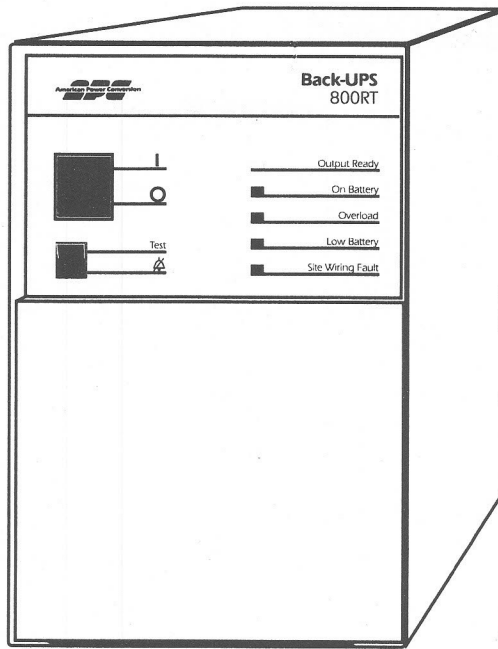 APC
American Power Conversion
Back-UPS
800RT
I
O
Test
Output Ready
On Battery
Overload
Low Battery
Site Wiring Fault